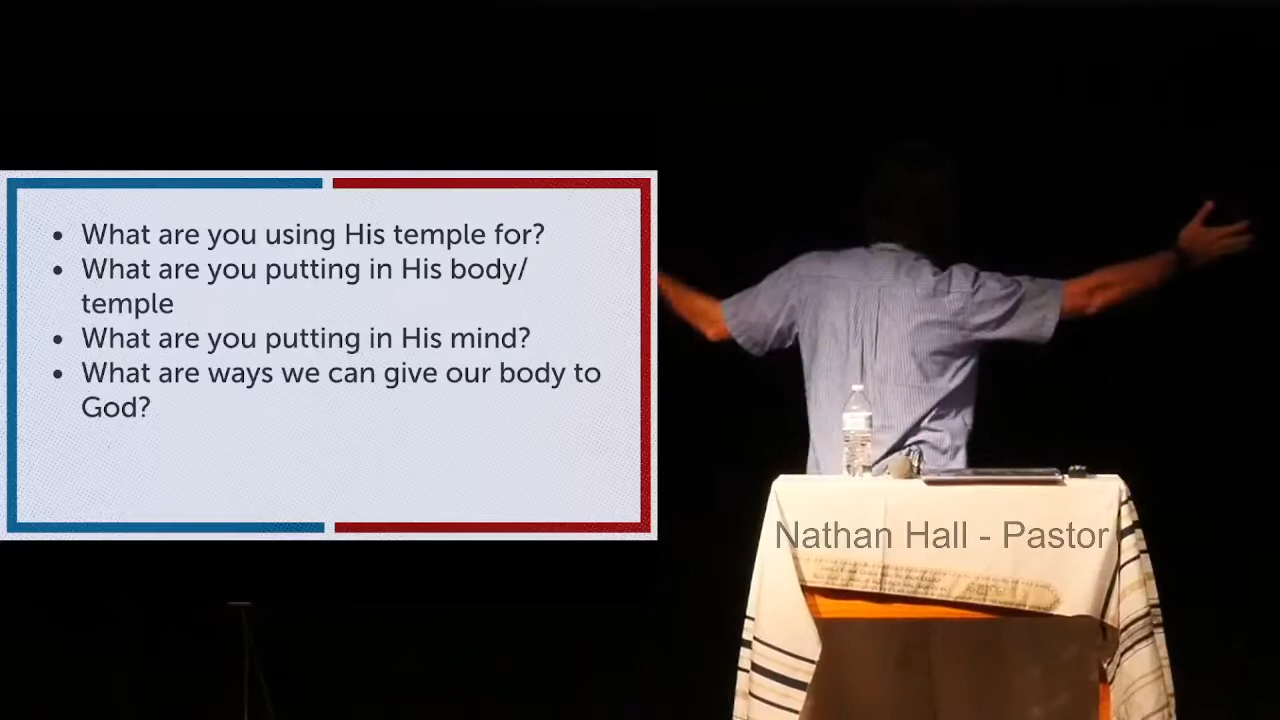 • What are you using His temple for?
• What are you putting in His body/
temple
• What are you putting in His mind?
• What are ways we can give our body to
God?
Nathan Hall - Pastor